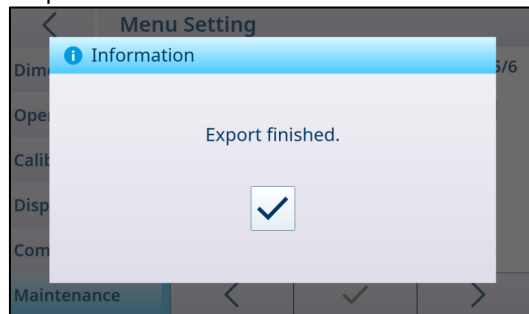 Menu Setting
Information
5/6
Dim
Ope
Export finished.
Calib
Disp
Com
Maintenance